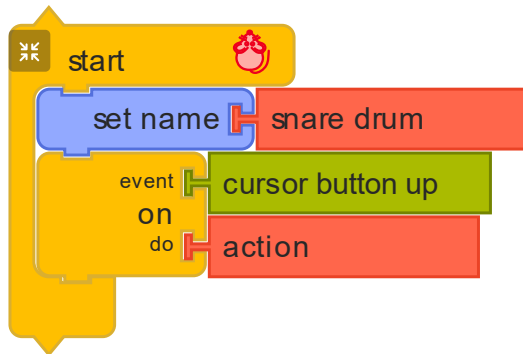 start
set name snare drum
event cursor button up
on
do action